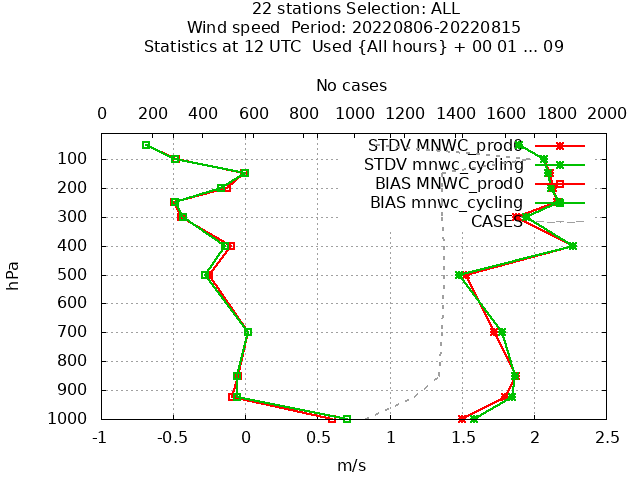 22 stations Selection: ALL
Wind speed  Period: 20220806-20220815
Statistics at 12 UTC  Used {All hours} + 00 01 ... 09
No cases
0 200 400 600 800 1000 1200 1400 1600 1800 2000
STDV MNWC_prod0
STDV mnwc_cycling
BIAS MNWC_prod0
BIAS mnwc_cycling
CASES
hPa
100
200
300
400
500
600
700
800
900
1000
-1 -0.5 0 0.5 1 1.5 2 2.5
m/s